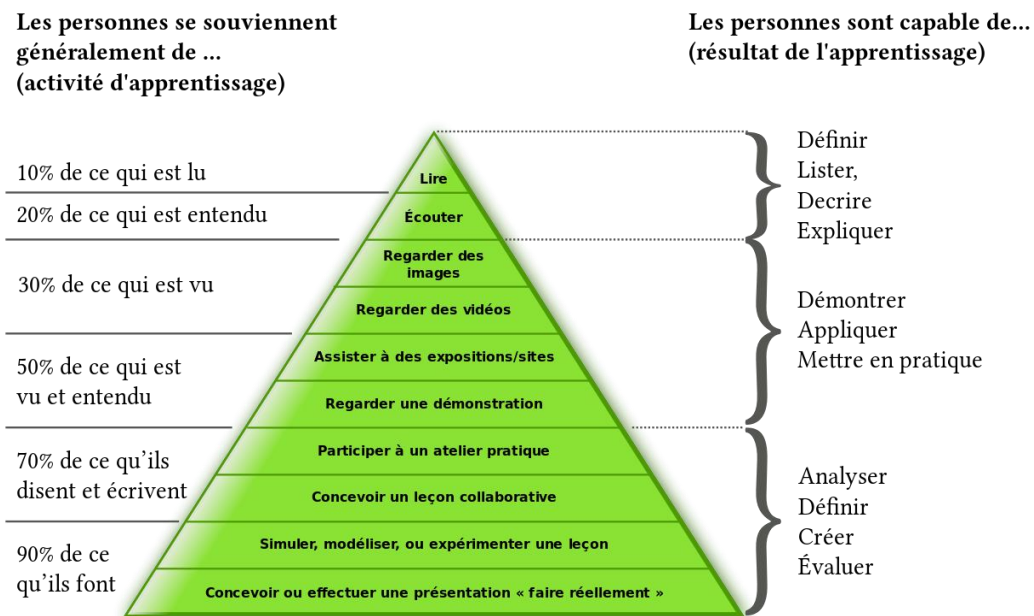 Les personnes se souviennent
généralement de ...
(activité d'apprentissage)
Les personnes sont capable de...
(résultat de l'apprentissage)
10% de ce qui est lu
20% de ce qui est entendu
30% de ce qui est vu
50% de ce qui est
vu et entendu
70% de ce qu’ils
disent et écrivent
90% de ce
qu’ils font
Lire
Écouter
Regarder des
images
Regarder des vidéos
Assister à des expositions/sites
Regarder une démonstration
Participer à un atelier pratique
Concevoir un leçon collaborative
Simuler, modéliser, ou expérimenter une leçon
Concevoir ou effectuer une présentation « faire réellement »
Définir
Lister,
Decrire
Expliquer
Démontrer
Appliquer
Mettre en pratique
Analyser
Définir
Créer
Évaluer